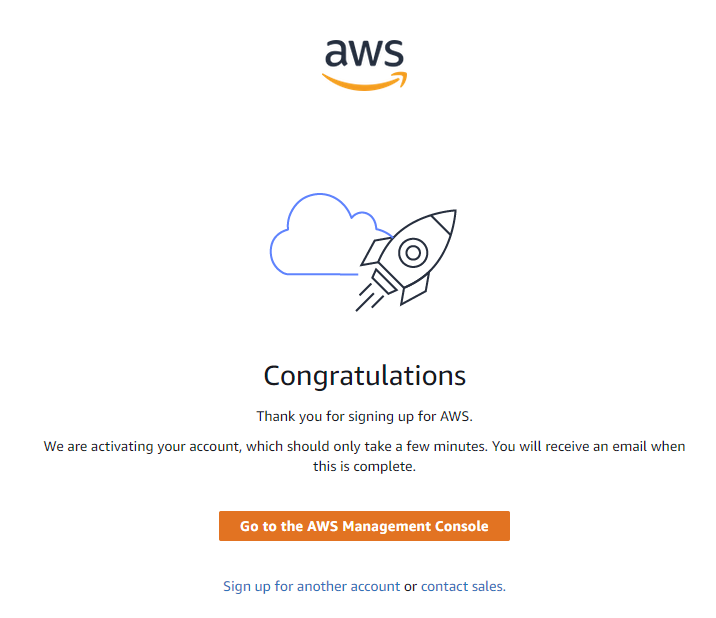 aws
Congratulations
Thank you for signing up for AWS.
We are activating your account, which should only take a few minutes. You will receive an email when
this is complete.
Go to the AWS Management Console
Sign up for another account or contact sales.